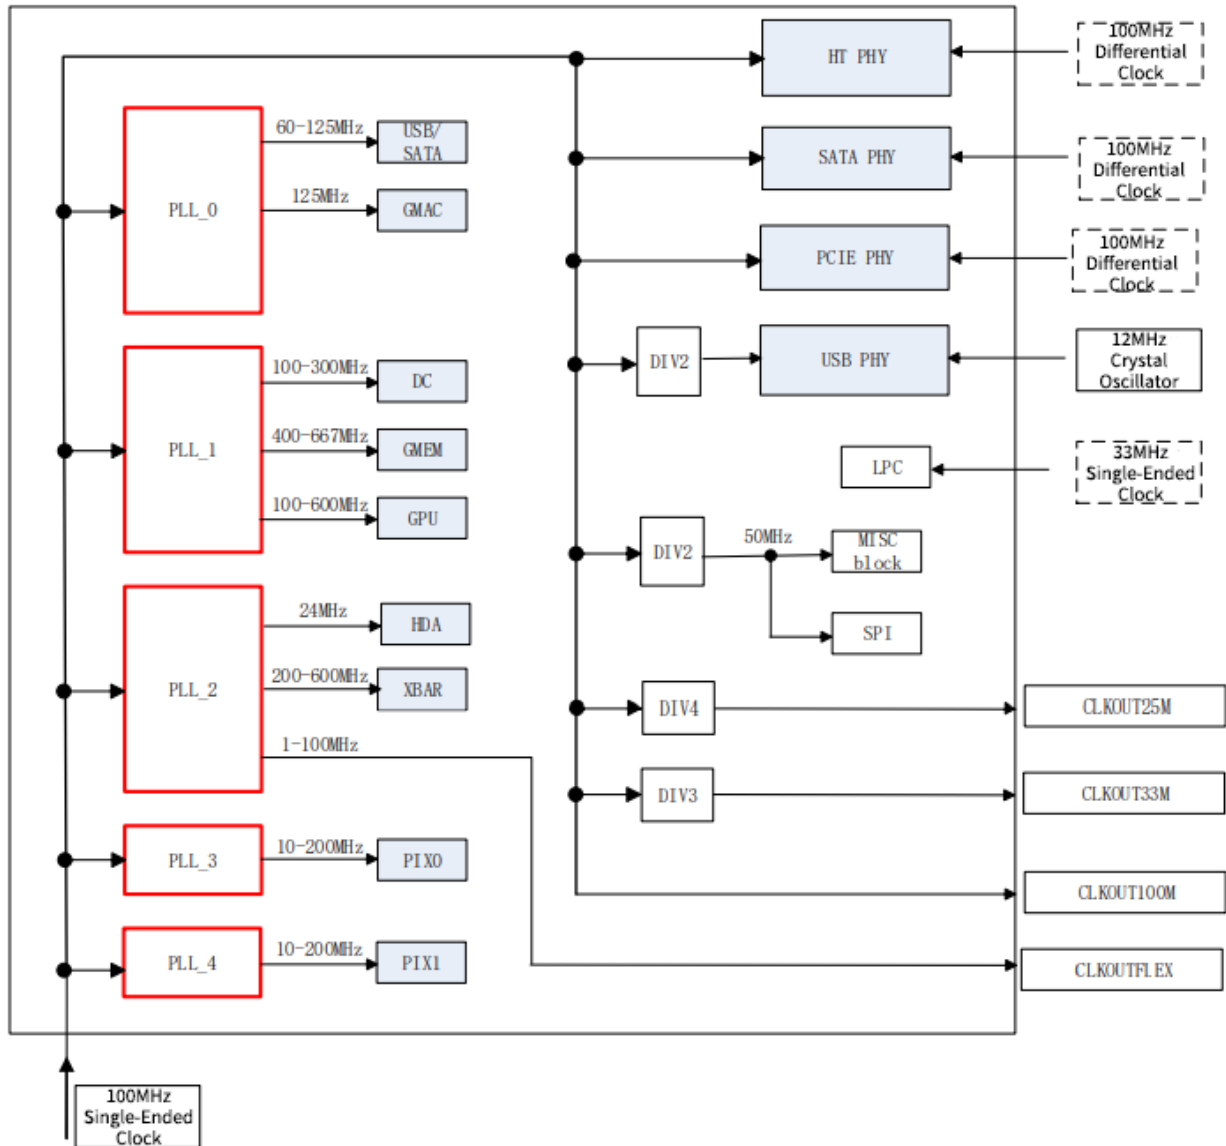 100MHz
Differential
Clock
HT PHY
60-125MHz
USB/
SATA
PLL_0
125MHz
GMAC
SATA PHY
100MHz
Differential
Clock
PCIE PHY
100MHz
Differential
Clock
PLL_1
100-300MHz
DC
400-667MHz
GMEM
100-600MHz
GPU
DIV2
USB PHY
12MHz
Crystal
Oscillator
LPC
33MHz
Single-Ended
Clock
DIV2
50MHz
MISC
block
SPI
PLL_2
24MHz
HDA
200-600MHz
XBAR
1-100MHz
DIV4
CLKOUT25M
DIV3
CLKOUT33M
PLL_3
10-200MHz
PIX0
CLKOUT100M
PLL_4
10-200MHz
PIX1
CLKOUTFLEX
100MHz
Single-Ended
Clock